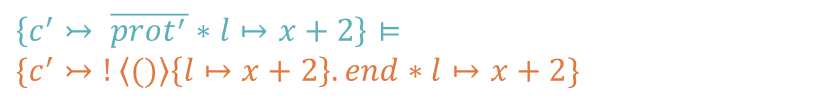 {c′ ↣ \overline{prot′} ∗ l ↦ x + 2} ⊨
{c′ ↣ ! ⟨()⟩{l ↦ x + 2}. end ∗ l ↦ x + 2}